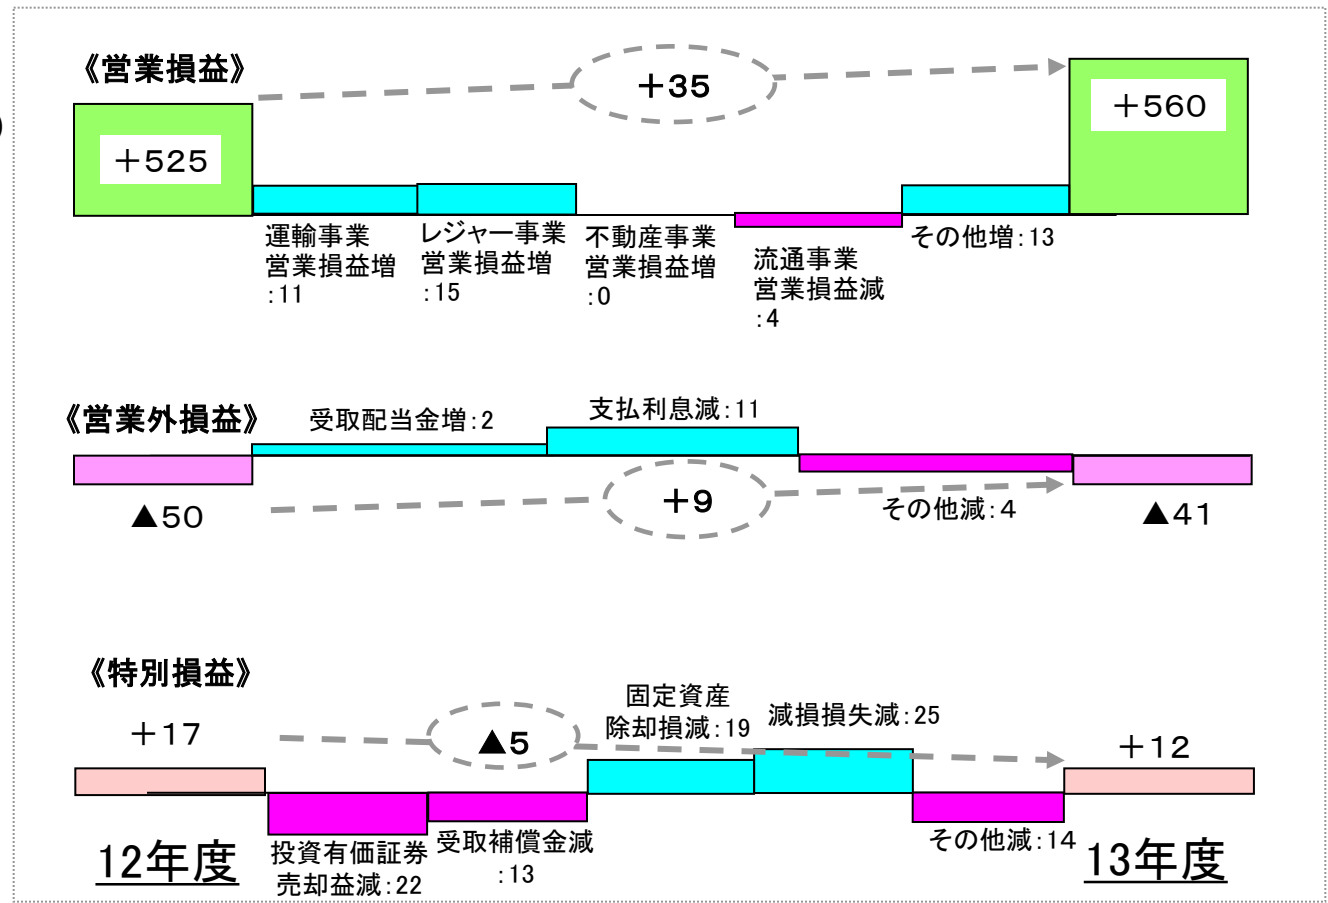 《営業損益》
+35
+525
+560
運輸事業
営業損益増
:11
レジャー事業
営業損益増
:15
不動産事業
営業損益増
:0
流通事業
営業損益減
:4
その他増:13
《営業外損益》
受取配当金増:2
支払利息減:11
▲50
+9
その他減:4
▲41
《特別損益》
+17
▲5
固定資産
除却損減:19
減損損失減:25
+12
12年度
投資有価証券
売却益減:22
受取補償金減
:13
その他減:14
13年度